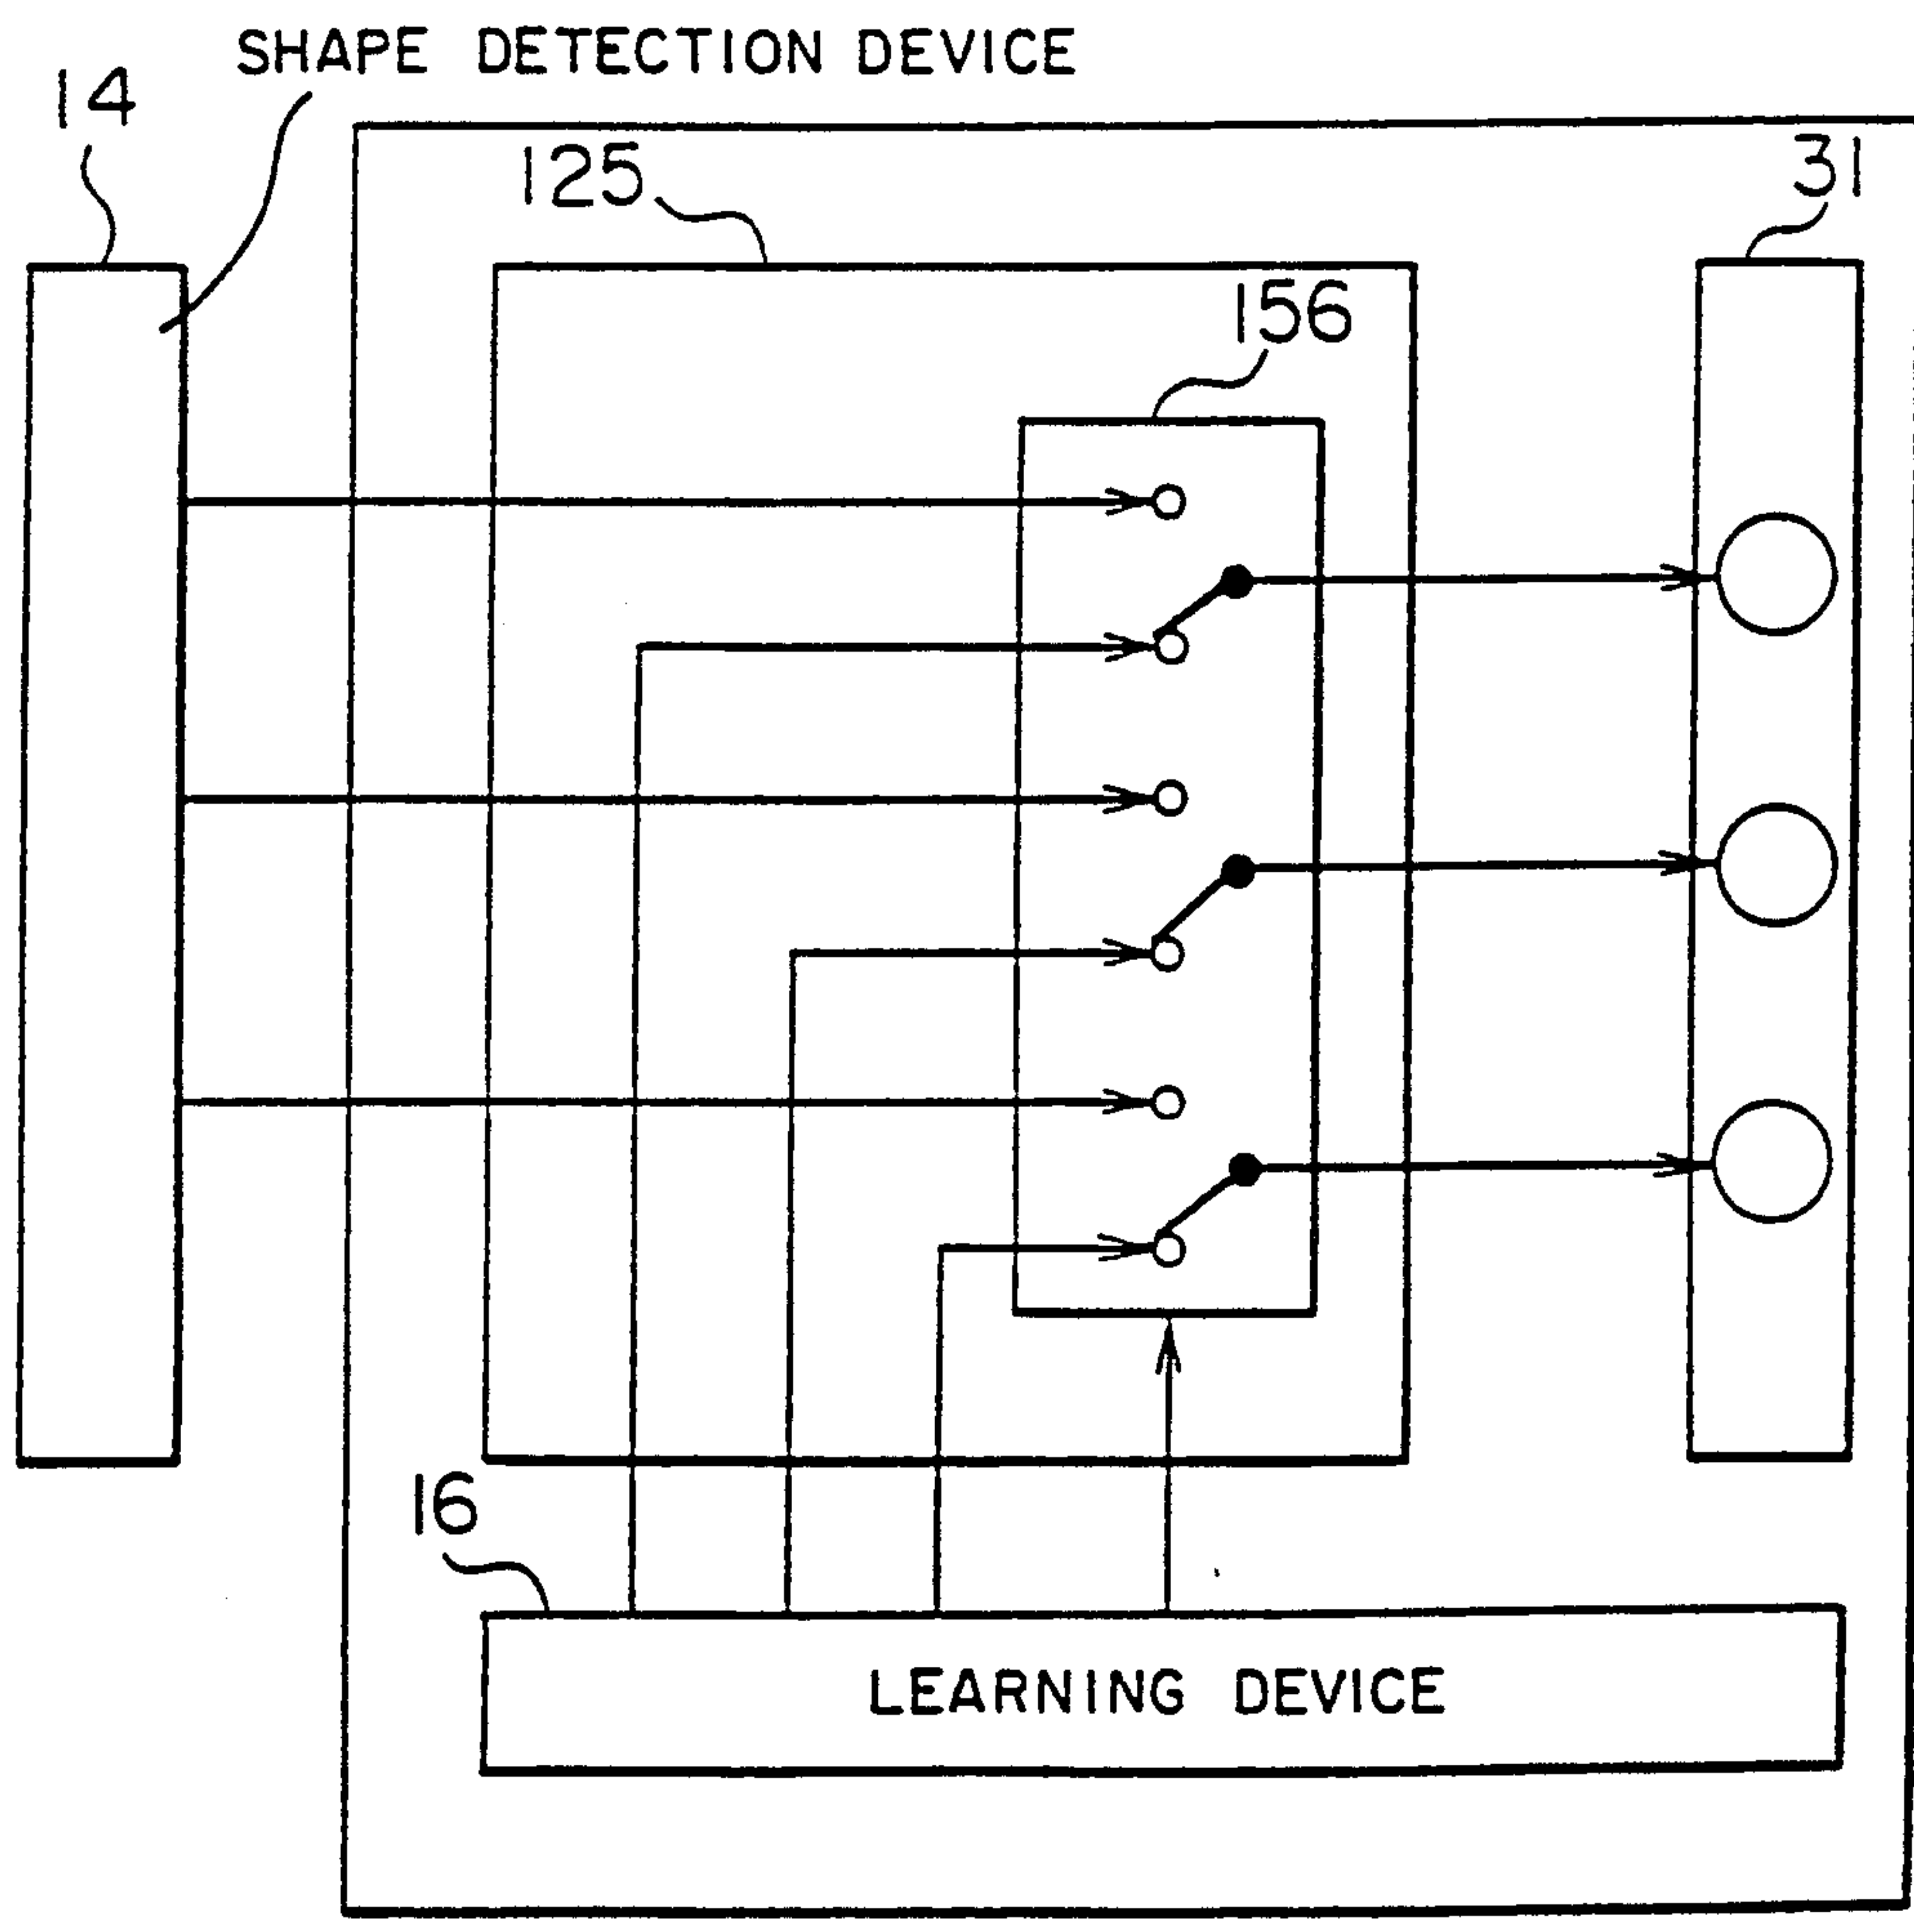 SHAPE DETECTION DEVICE
14
125
31
156
16
LEARNING DEVICE